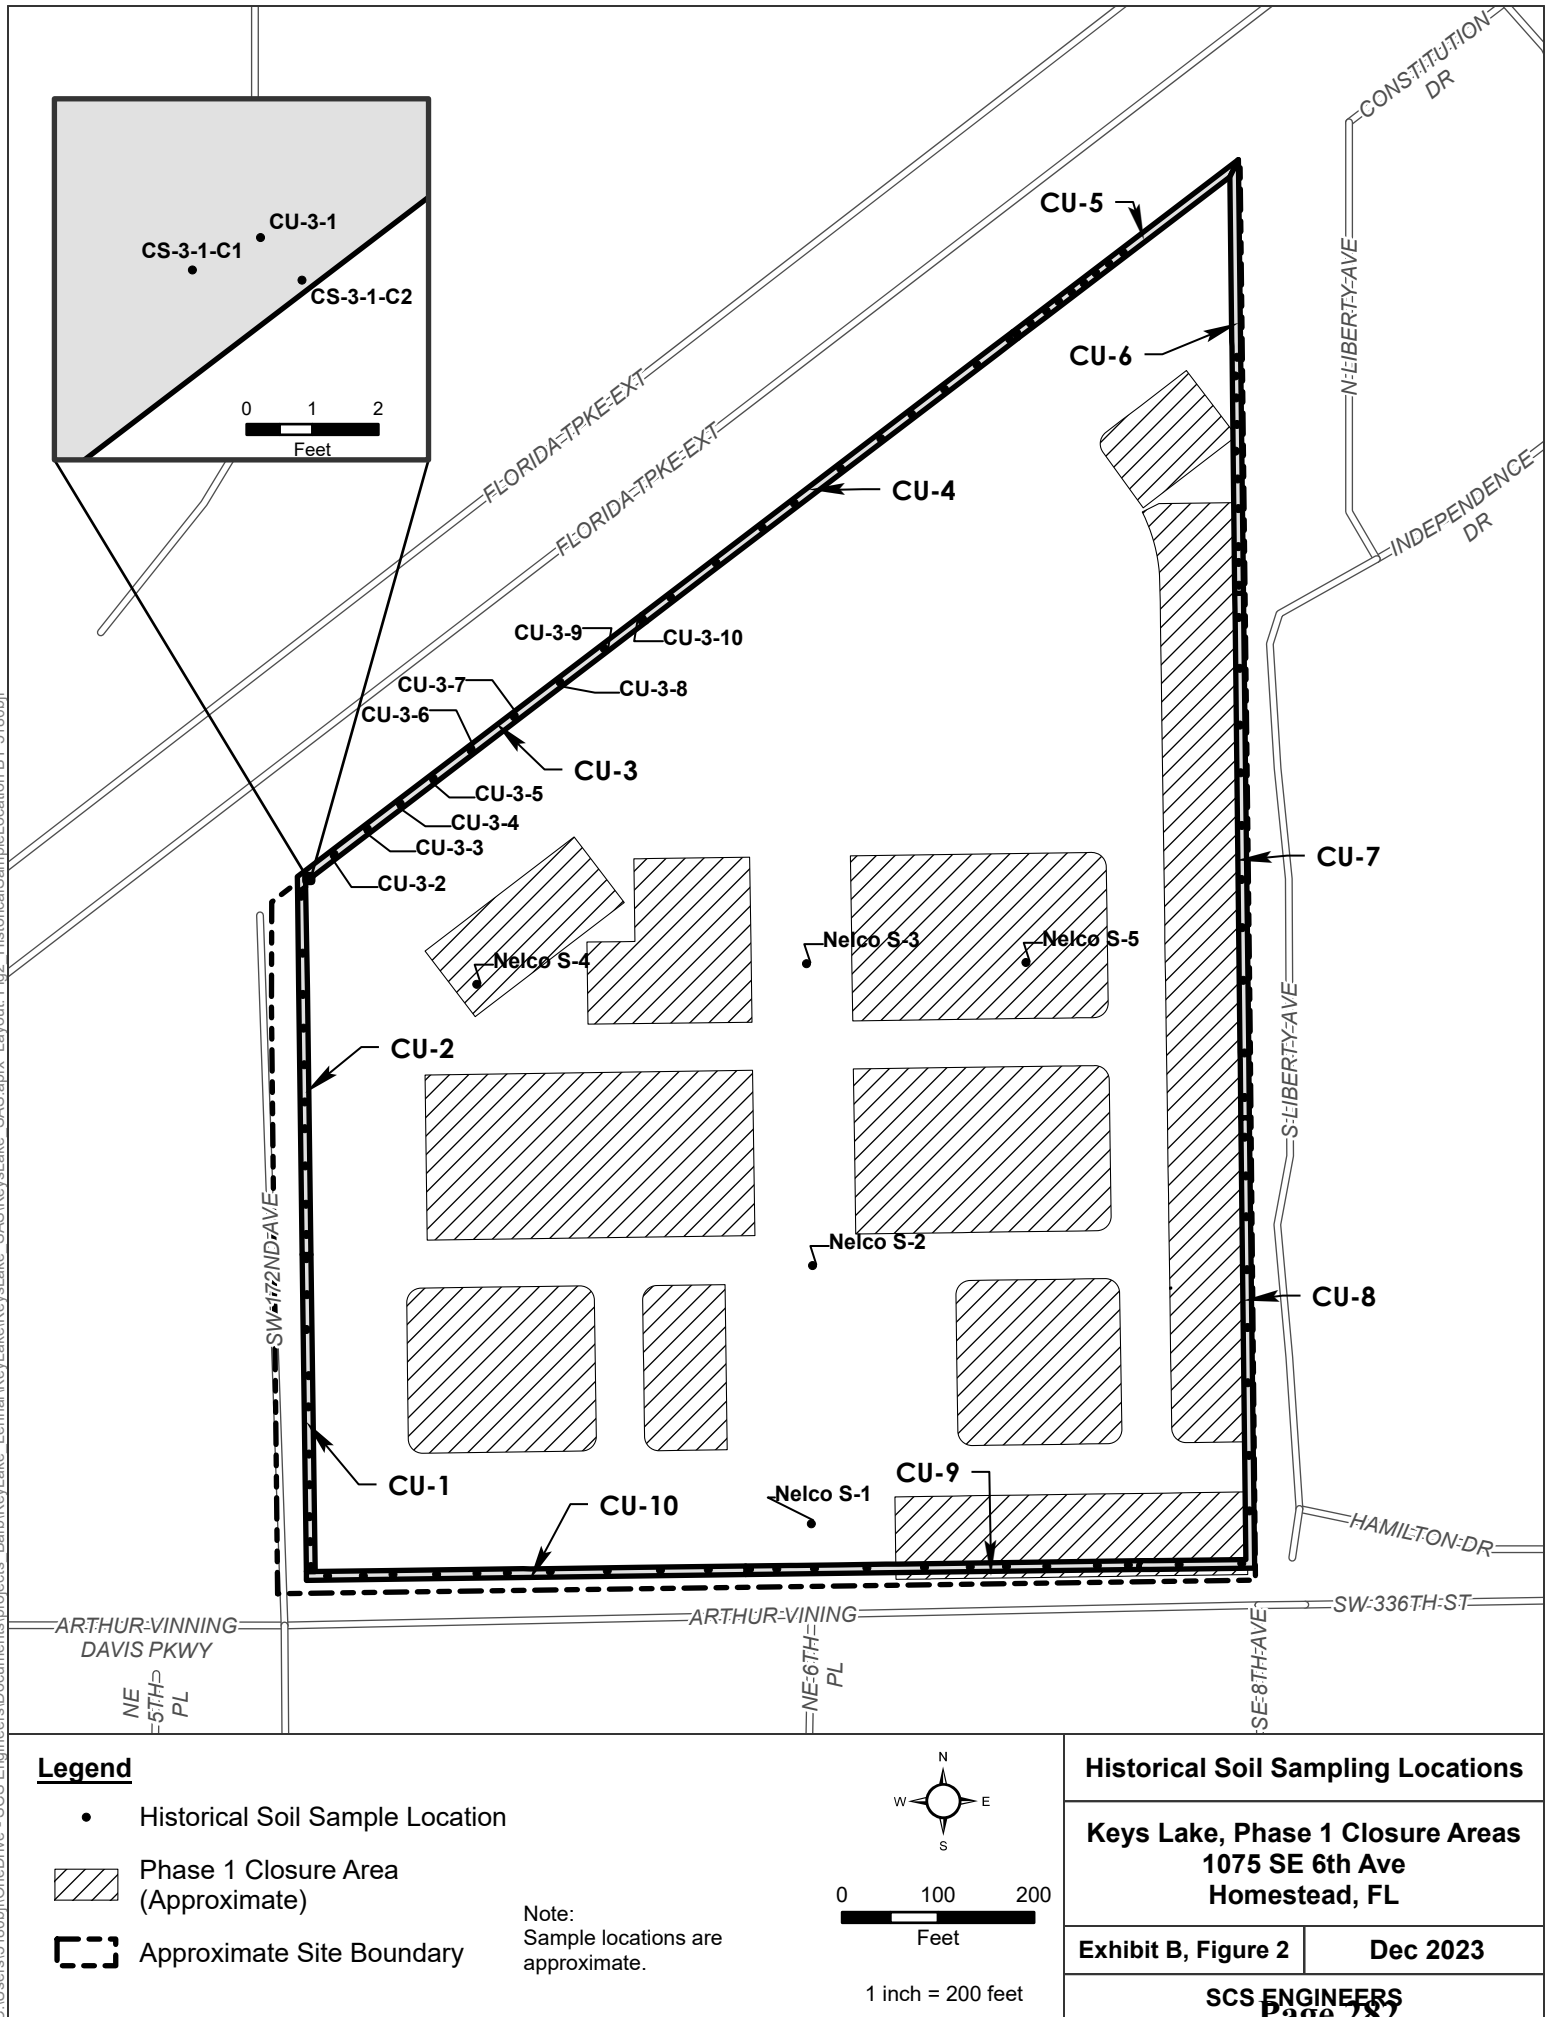 CONSTITUTION
DR
CU-3-1
CS-3-1-C1
CS-3-1-C2
0 1 2
Feet
CU-5
N LIBERTY AVE
CU-6
FLORIDA TPKE EXT
FLORIDA TPKE EXT
CU-4
INDEPENDENCE
DR
CU-3-9
CU-3-10
CU-3-7
CU-3-8
CU-3-6
CU-3
CU-3-5
CU-3-4
CU-3-3
CU-3-2
CU-7
Nelco S-3
Nelco S-5
Nelco S-4
CU-2
S LIBERTY AVE
SW 172ND AVE
Nelco S-2
CU-8
CU-9
CU-1
CU-10
Nelco S-1
HAMILTON DR
ARTHUR VINNING
DAVIS PKWY
ARTHUR VINING
SW 336TH ST
NE
5TH
PL
NE 6TH
PL
SE 8TH AVE
Legend
Historical Soil Sample Location
Phase 1 Closure Area
(Approximate)
Approximate Site Boundary
Note:
Sample locations are
approximate.
N
W E
S
0 100 200
Feet
1 inch = 200 feet
Historical Soil Sampling Locations
Keys Lake, Phase 1 Closure Areas
1075 SE 6th Ave
Homestead, FL
Exhibit B, Figure 2
Dec 2023
SCS ENGINEERS
Page 282